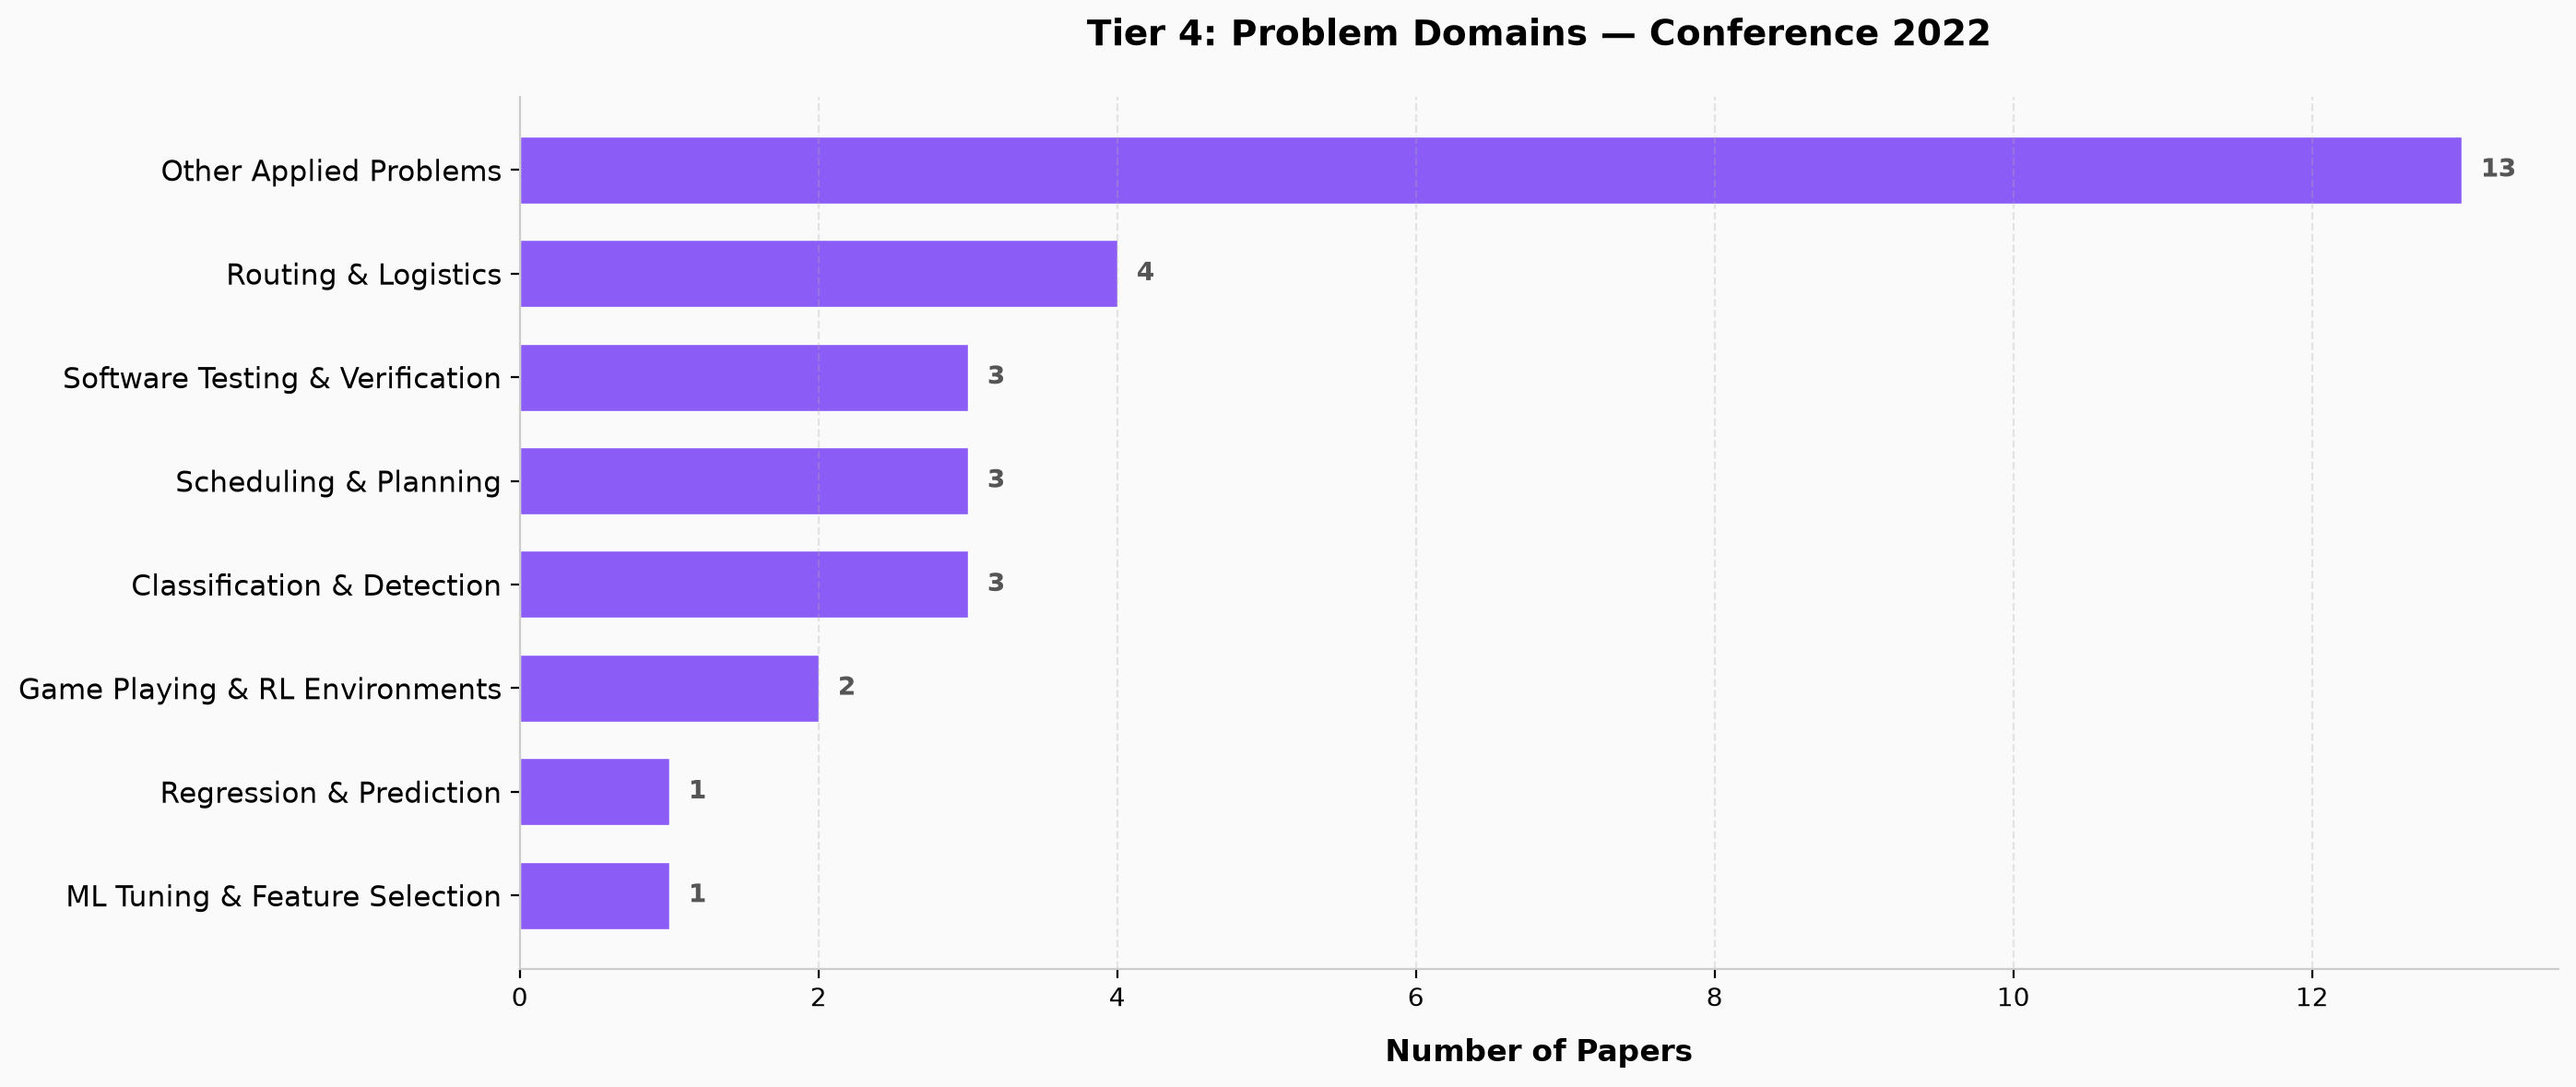 Tier 4: Problem Domains — Conference 2022
Other Applied Problems 13
Routing & Logistics 4
Software Testing & Verification 3
Scheduling & Planning 3
Classification & Detection 3
Game Playing & RL Environments 2
Regression & Prediction 1
ML Tuning & Feature Selection 1
0 2 4 6 8 10 12
Number of Papers